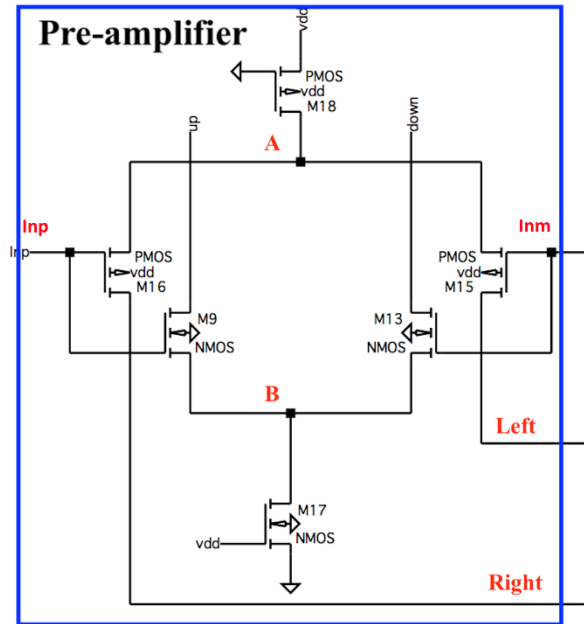 Pre-amplifier
vdd
PMOS
vdd
M18
up
down
A
Inp
Inp
Inm
PMOS
vdd
M16
PMOS
vdd
M15
M9
NMOS
M13
NMOS
B
Left
M17
NMOS
vdd
Right